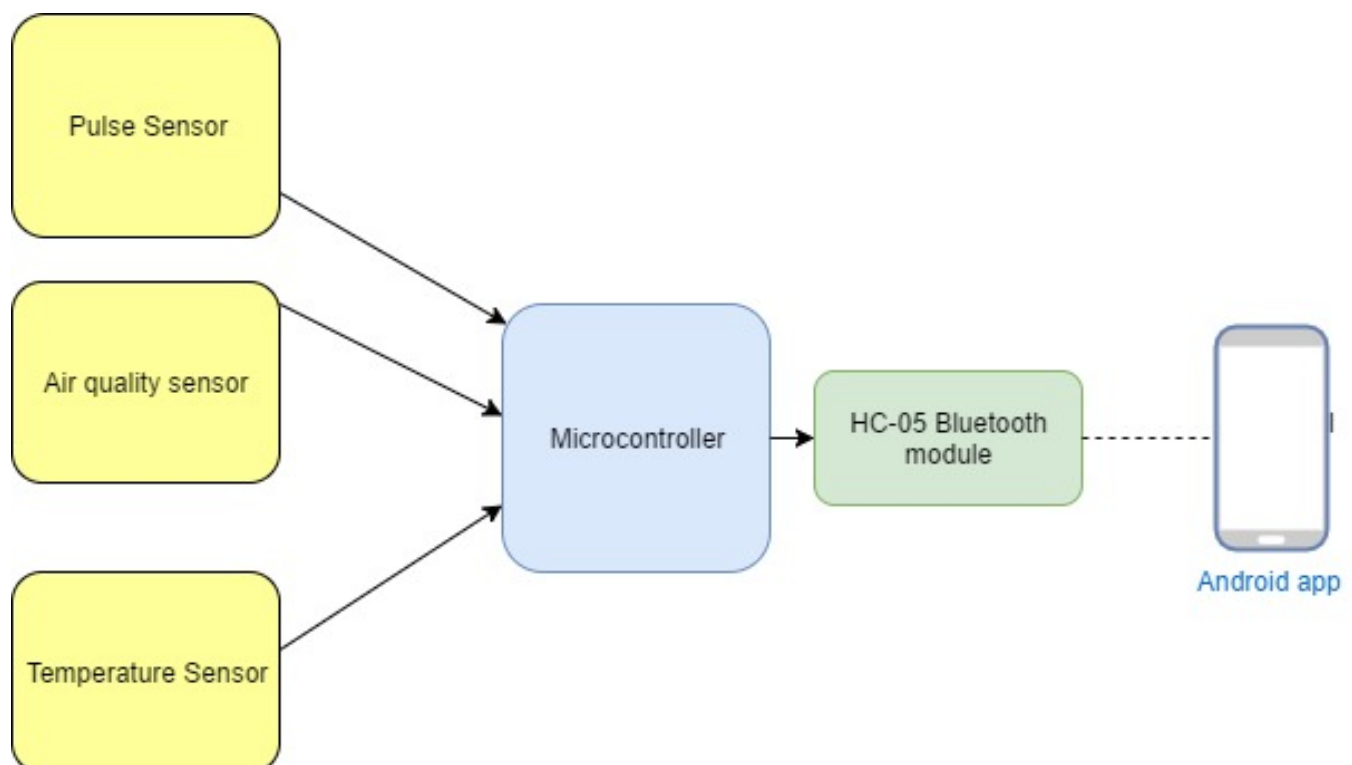 Pulse Sensor
Air quality sensor
Temperature Sensor
Microcontroller
HC-05 Bluetooth
module
Android app